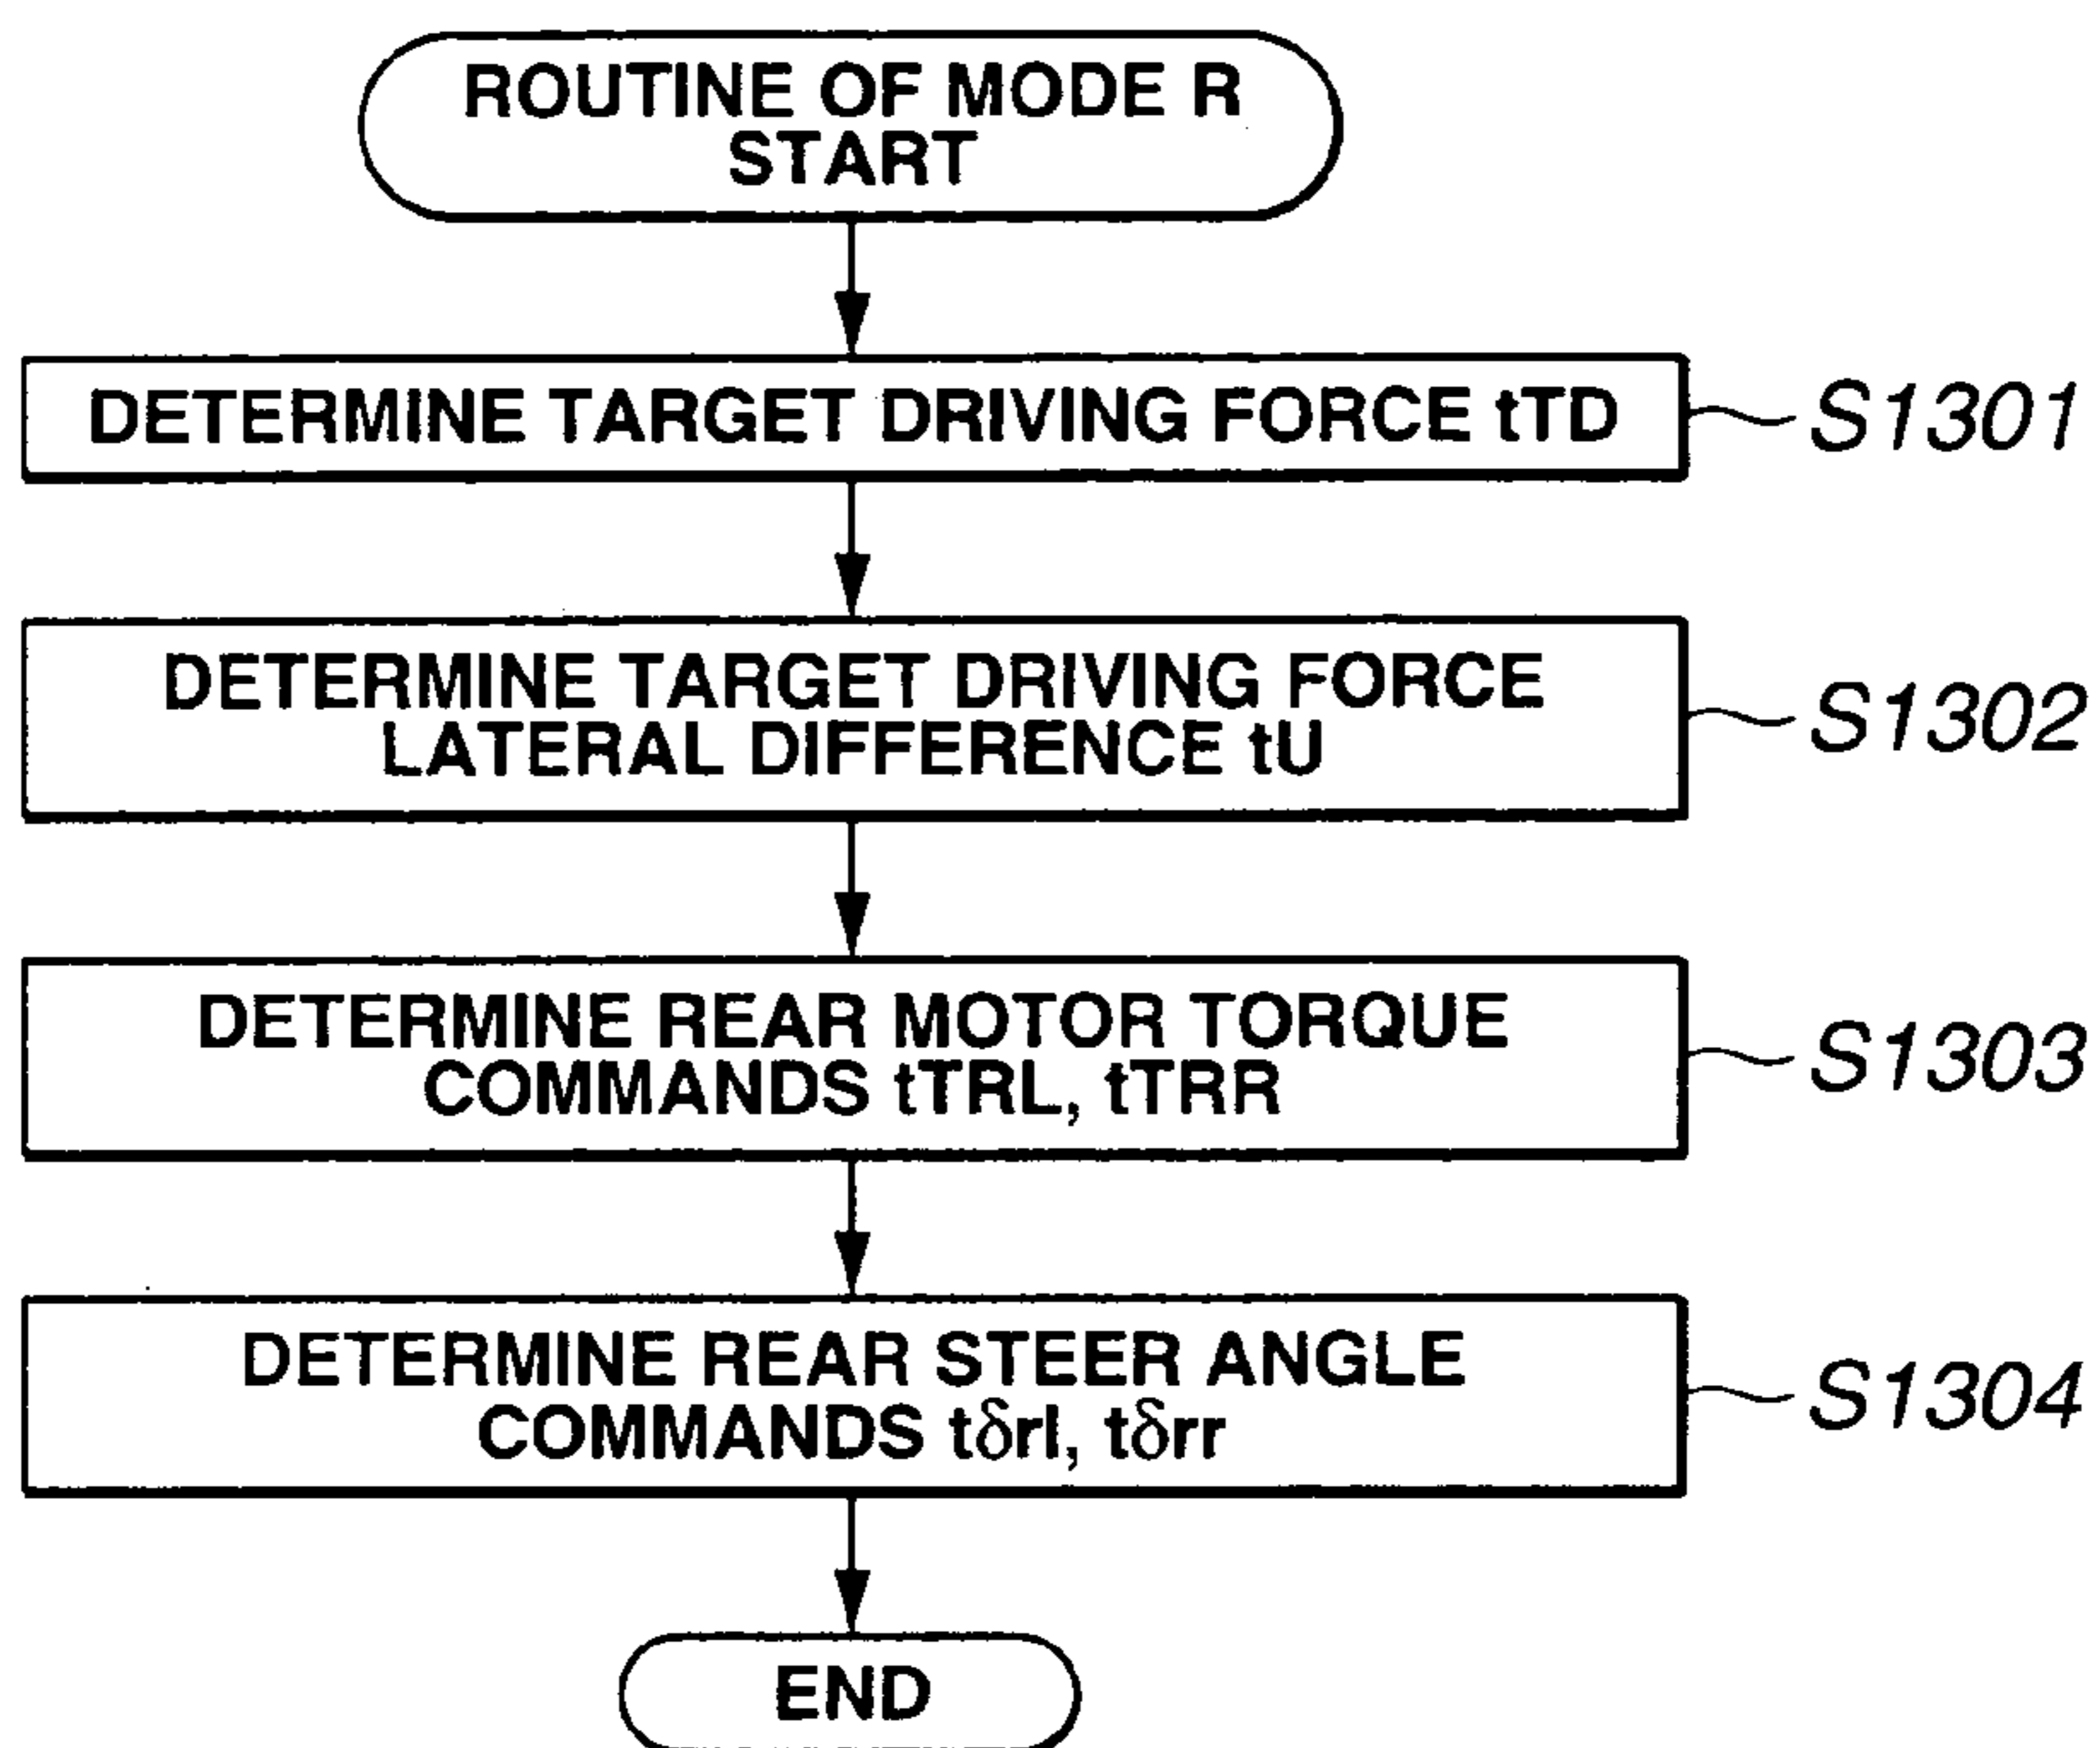 ROUTINE OF MODE R
START
DETERMINE TARGET DRIVING FORCE tTD
S1301
DETERMINE TARGET DRIVING FORCE
LATERAL DIFFERENCE tU
S1302
DETERMINE REAR MOTOR TORQUE
COMMANDS tTRL, tTRR
S1303
DETERMINE REAR STEER ANGLE
COMMANDS tδrl, tδrr
S1304
END